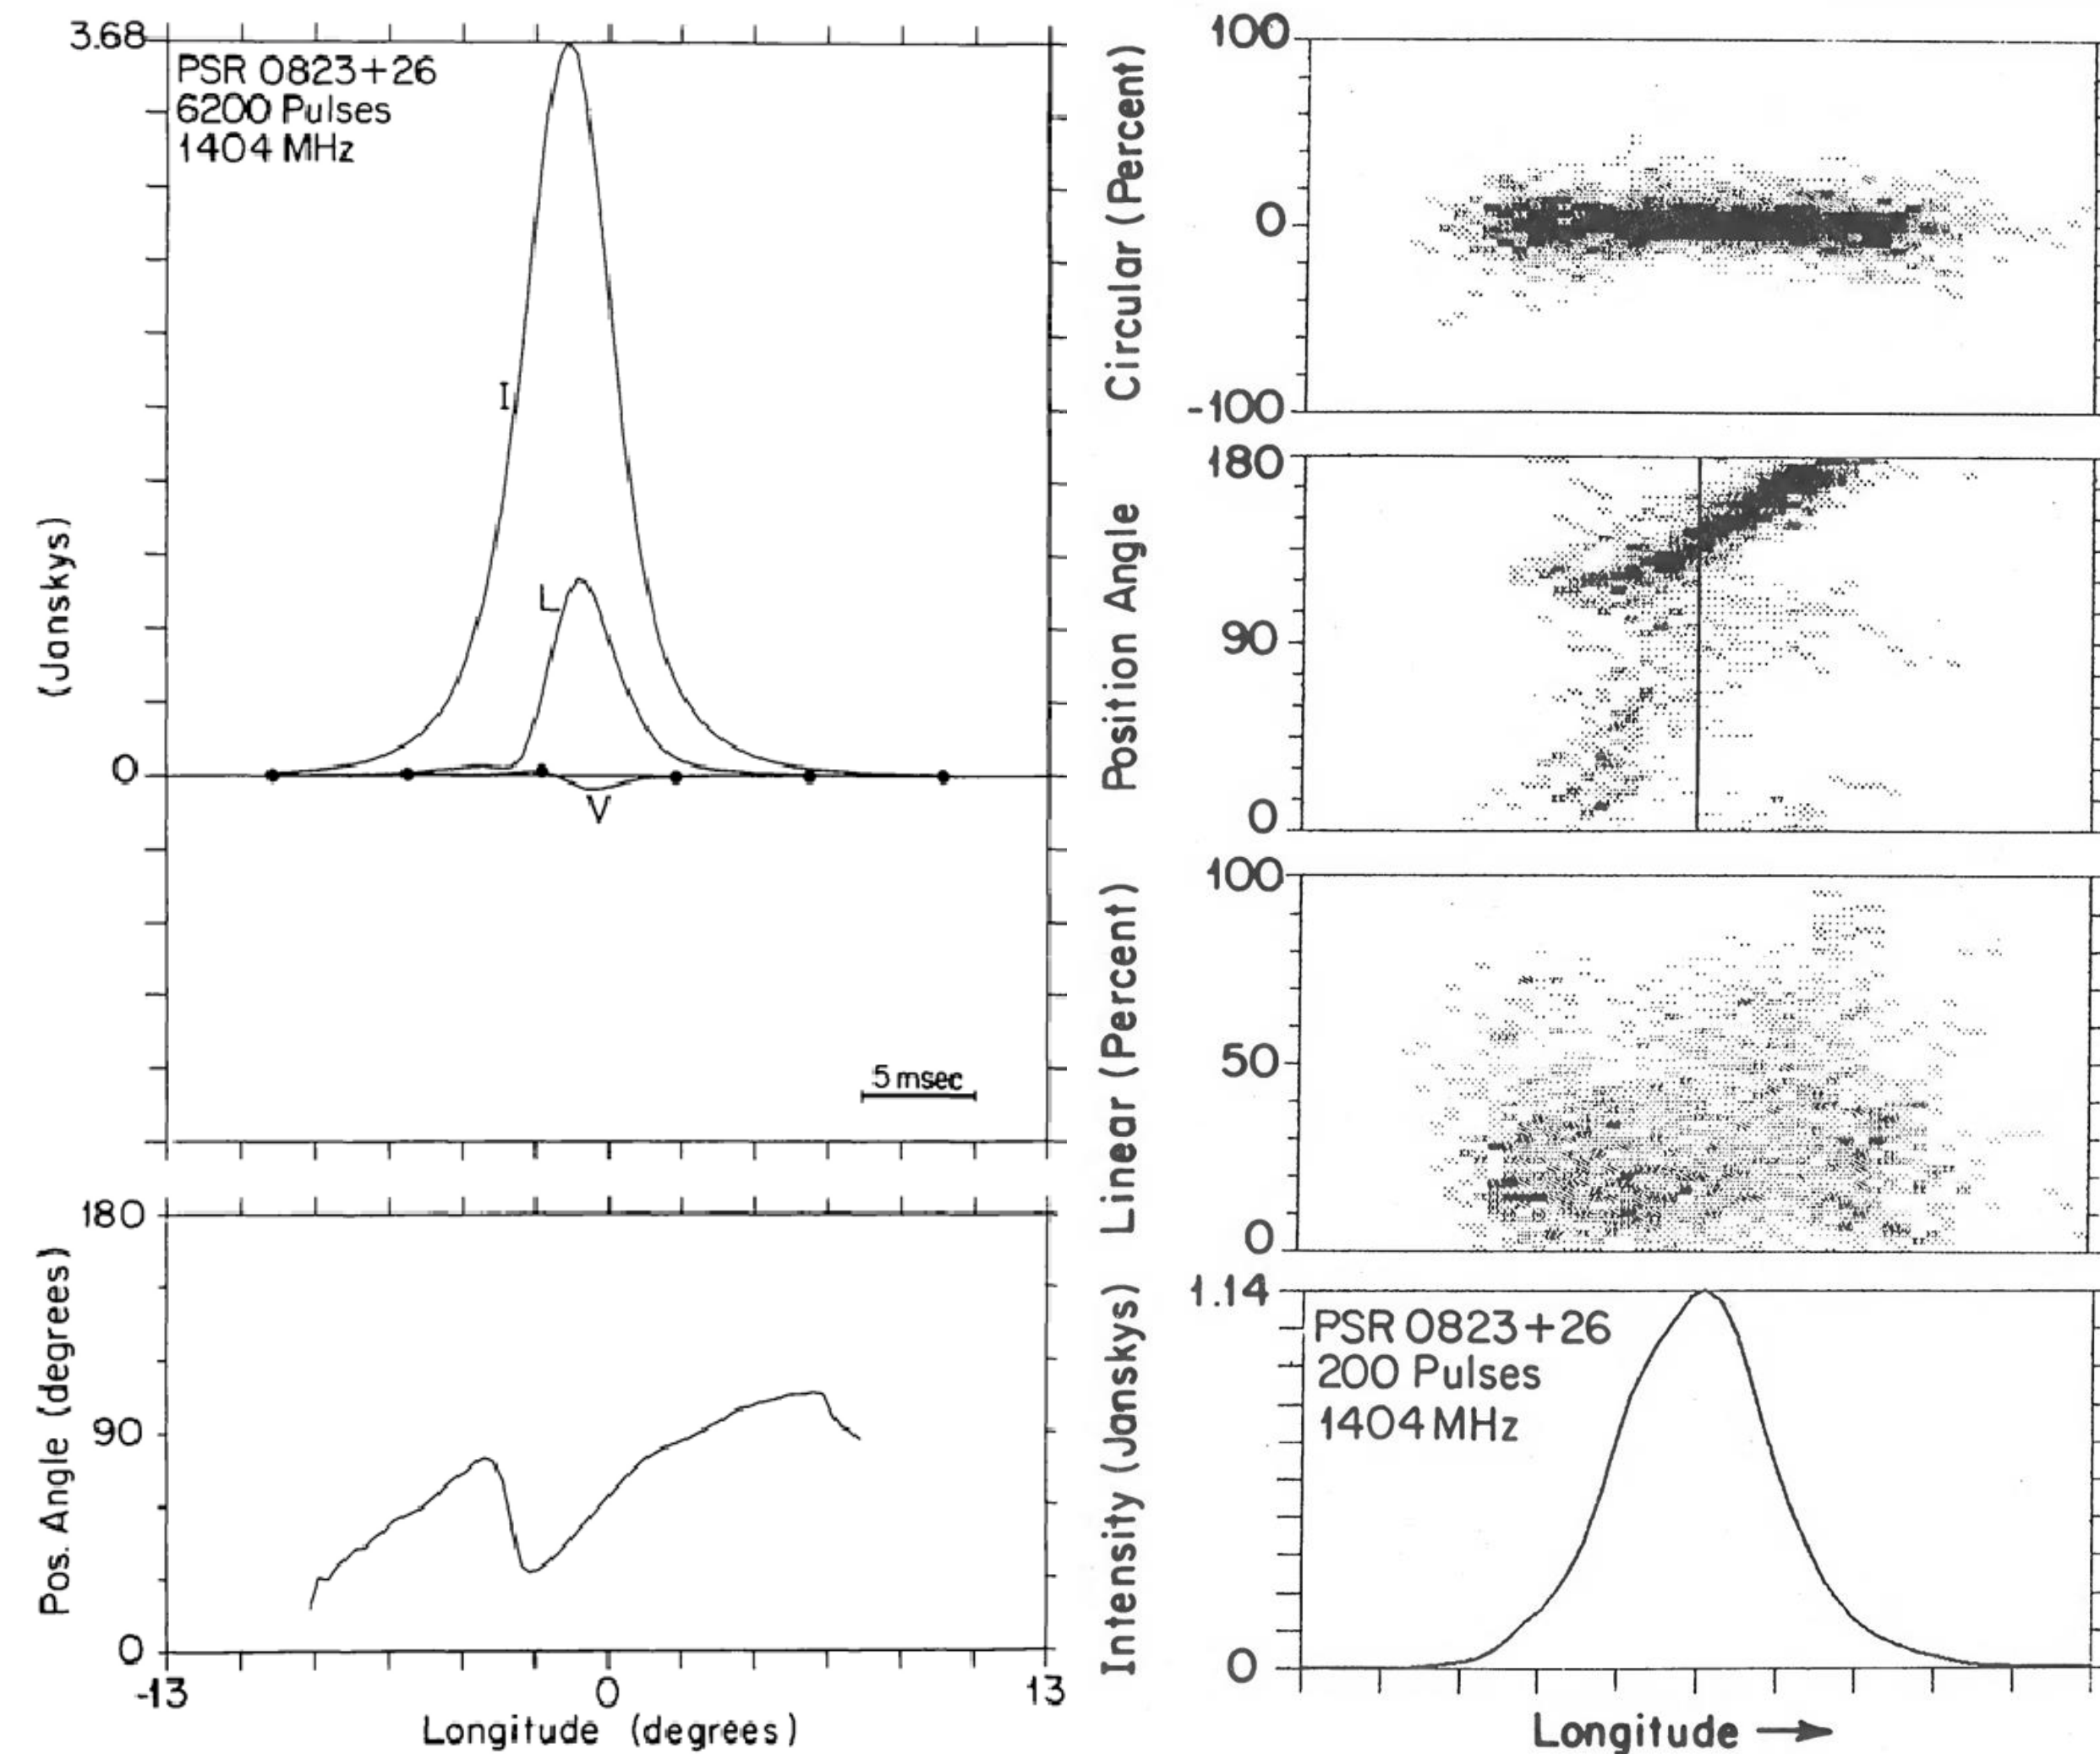 3.68
PSR 0823+26
6200 Pulses
1404 MHz
I
L
V
(Janskys)
0
5 msec
180
90
0
Pos. Angle (degrees)
-13
0
13
Longitude (degrees)
100
0
-100
Circular (Percent)
180
90
0
Position Angle
100
50
0
Linear (Percent)
1.14
PSR 0823+26
200 Pulses
1404 MHz
0
Intensity (Janskys)
Longitude →